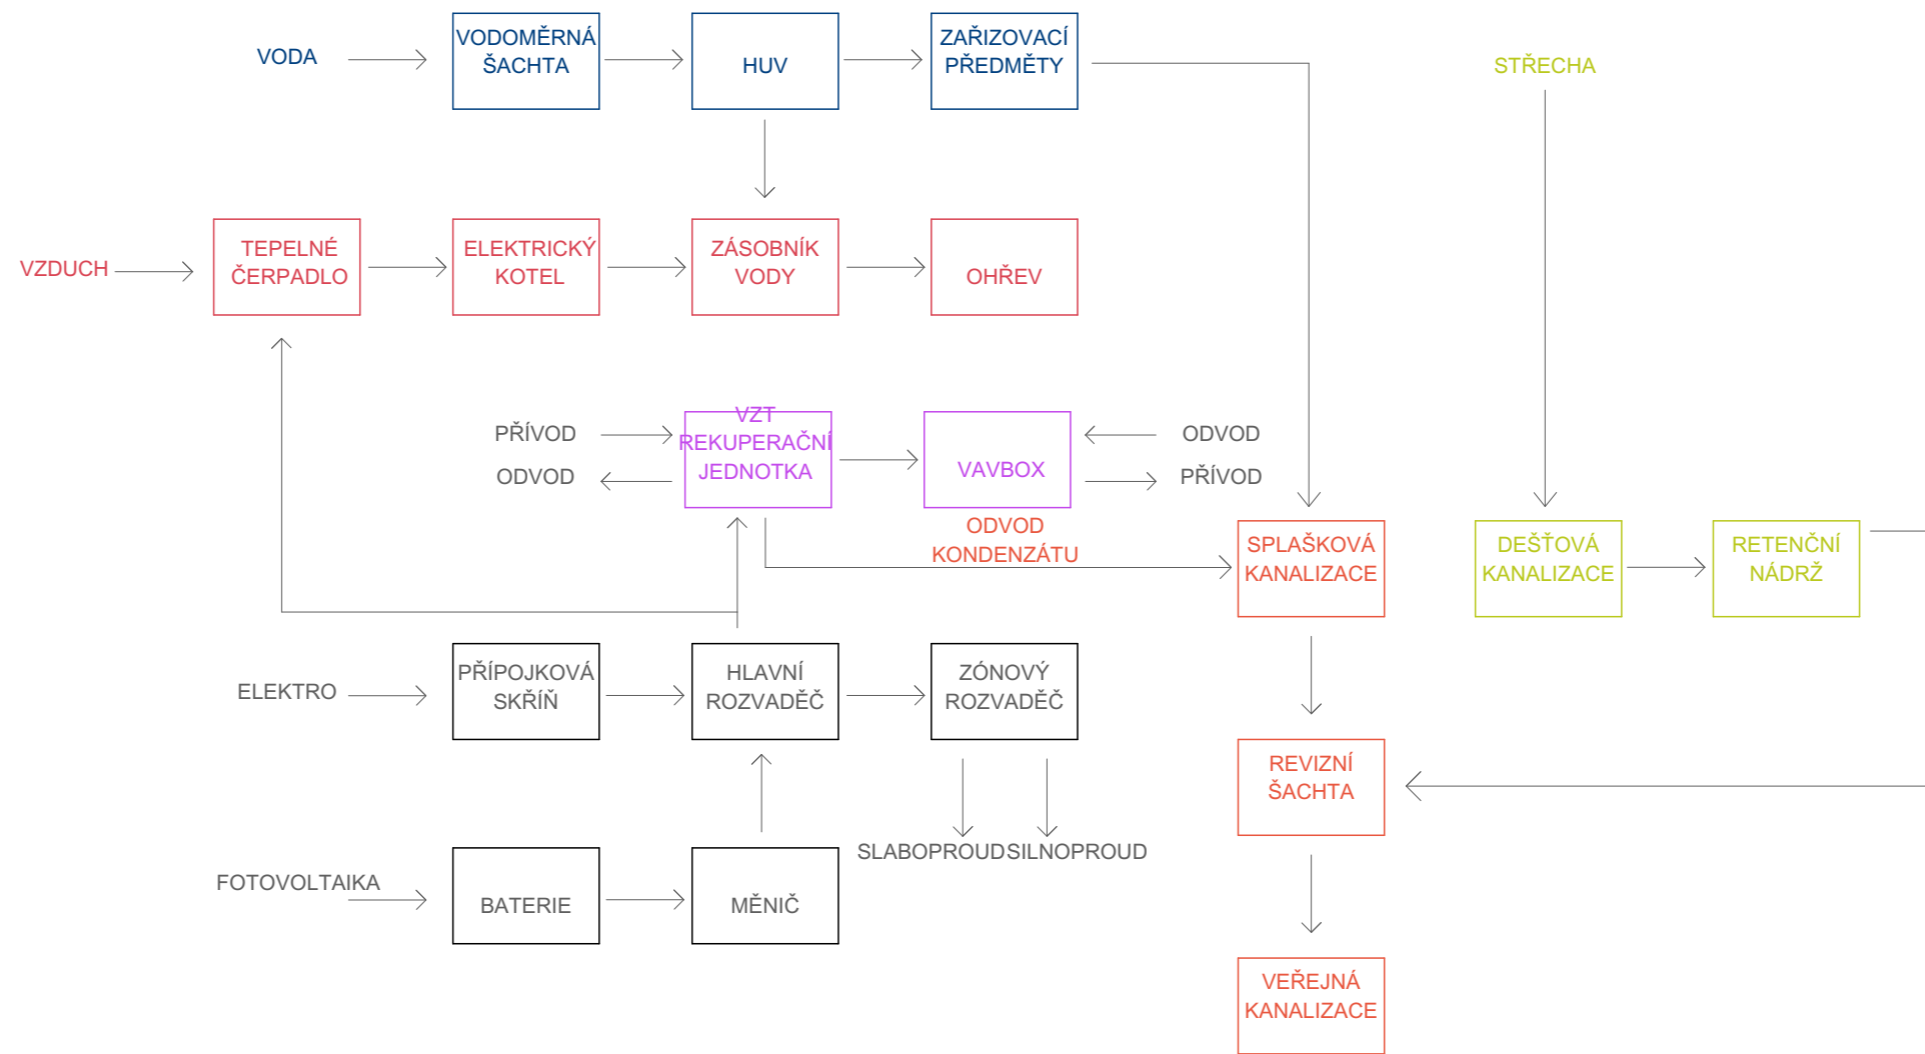 VODA
VODOMĚRNÁ
ŠACHTA
HUV
ZAŘIZOVACÍ
PŘEDMĚTY
STŘECHA
VZDUCH
TEPELNÉ
ČERPADLO
ELEKTRICKÝ
KOTEL
ZÁSOBNÍK
VODY
OHŘEV
PŘÍVOD
ODVOD
VZT
REKUPERAČNÍ
JEDNOTKA
VAVBOX
ODVOD
PŘÍVOD
ODVOD
KONDENZÁTU
SPLAŠKOVÁ
KANALIZACE
DEŠŤOVÁ
KANALIZACE
RETENČNÍ
NÁDRŽ
ELEKTRO
PŘÍPOJKOVÁ
SKŘÍŇ
HLAVNÍ
ROZVADĚČ
ZÓNOVÝ
ROZVADĚČ
REVIZNÍ
ŠACHTA
SLABOPROUD
SILNOPROUD
FOTOVOLTAIKA
BATERIE
MĚNIČ
VEŘEJNÁ
KANALIZACE